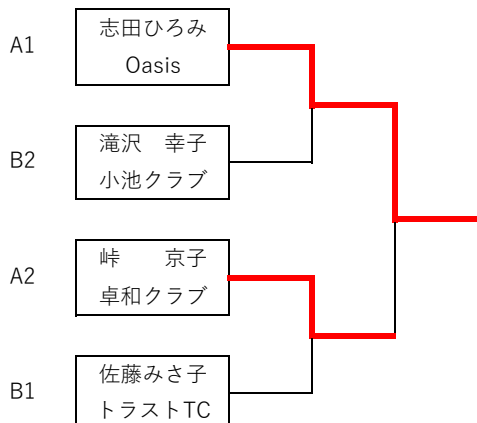 A1
志田ひろみ
Oasis
B2
滝沢　幸子
小池クラブ
A2
峠　　京子
卓和クラブ
B1
佐藤みさ子
トラストTC